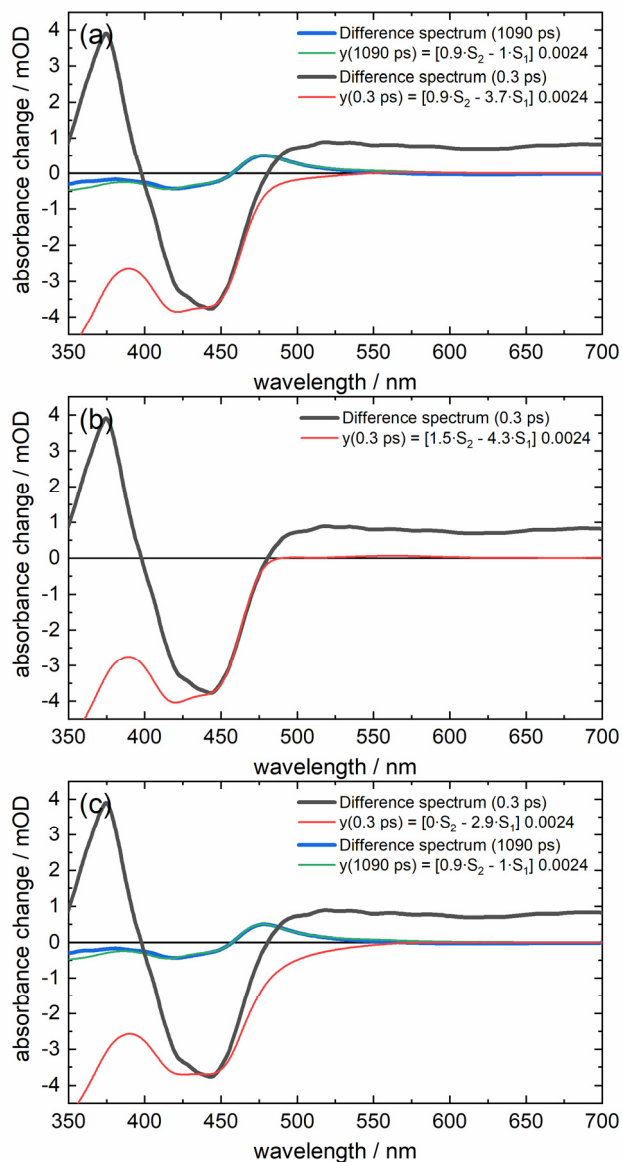 (a)
Difference spectrum (1090 ps)
y(1090 ps) = [0.9·S₂ - 1·S₁] 0.0024
Difference spectrum (0.3 ps)
y(0.3 ps) = [0.9·S₂ - 3.7·S₁] 0.0024
absorbance change / mOD
4
3
2
1
0
-1
-2
-3
-4
350 400 450 500 550 600 650 700
wavelength / nm
(b)
Difference spectrum (0.3 ps)
y(0.3 ps) = [1.5·S₂ - 4.3·S₁] 0.0024
absorbance change / mOD
4
3
2
1
0
-1
-2
-3
-4
350 400 450 500 550 600 650 700
wavelength / nm
(c)
Difference spectrum (0.3 ps)
y(0.3 ps) = [0·S₂ - 2.9·S₁] 0.0024
Difference spectrum (1090 ps)
y(1090 ps) = [0.9·S₂ - 1·S₁] 0.0024
absorbance change / mOD
4
3
2
1
0
-1
-2
-3
-4
350 400 450 500 550 600 650 700
wavelength / nm